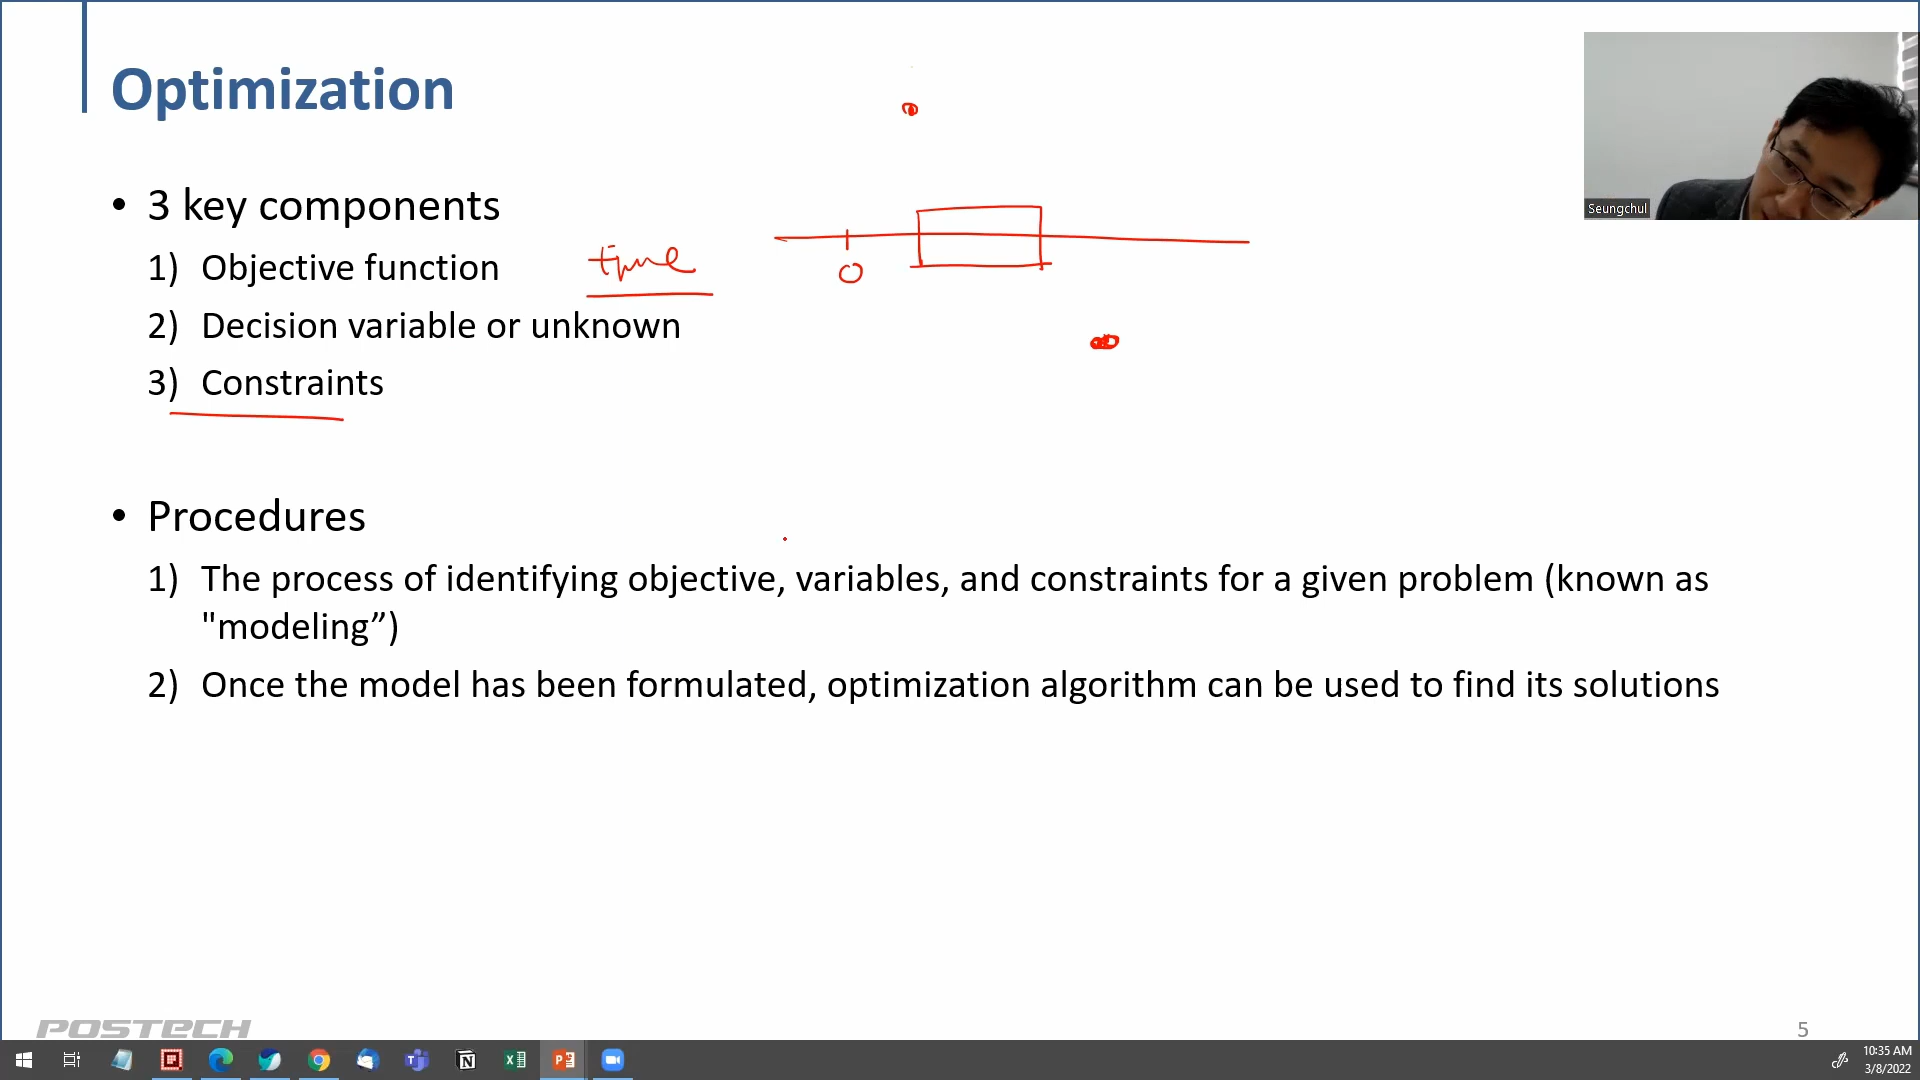 Optimization
• 3 key components
1) Objective function
time
2) Decision variable or unknown
3) Constraints
0
Seungchul
• Procedures
1) The process of identifying objective, variables, and constraints for a given problem (known as
"modeling”)
2) Once the model has been formulated, optimization algorithm can be used to find its solutions
POSTECH
5
10:35 AM
3/8/2022